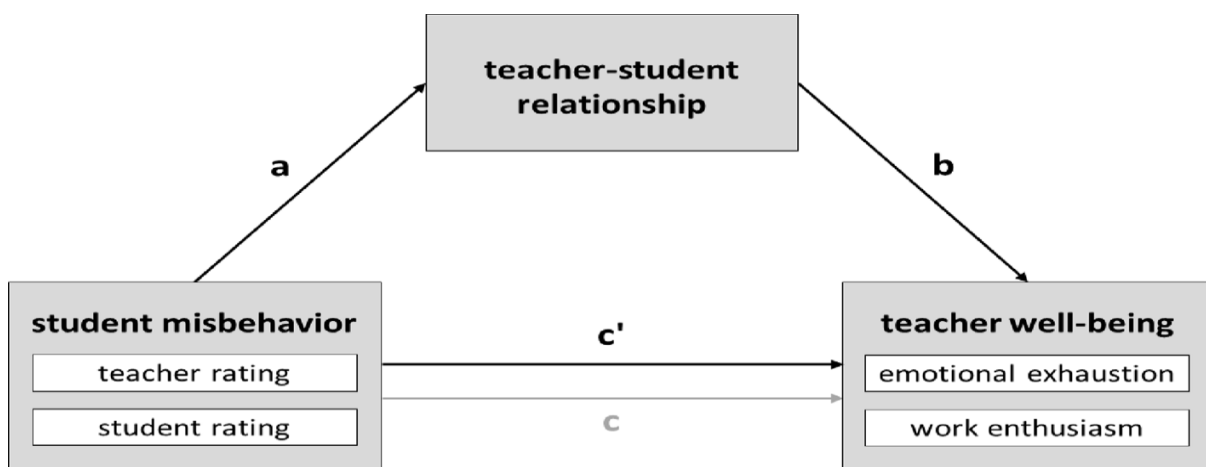 teacher-student
relationship
a
b
student misbehavior
teacher rating
student rating
c'
c
teacher well-being
emotional exhaustion
work enthusiasm